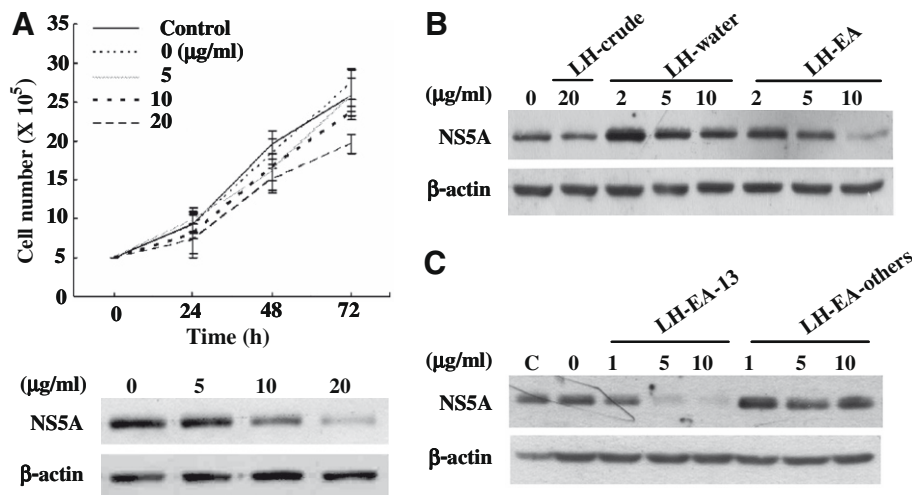 A
Cell number (X 10⁵)
35
30
25
20
15
10
5
0
Control
0 (μg/ml)
5
10
20
0
24
48
72
Time (h)
(μg/ml) 0 5 10 20
NS5A
β-actin
B
LH-crude LH-water LH-EA
(μg/ml)
0 20 2 5 10 2 5 10
NS5A
β-actin
C
LH-EA-13 LH-EA-others
(μg/ml) C 0 1 5 10 1 5 10
NS5A
β-actin